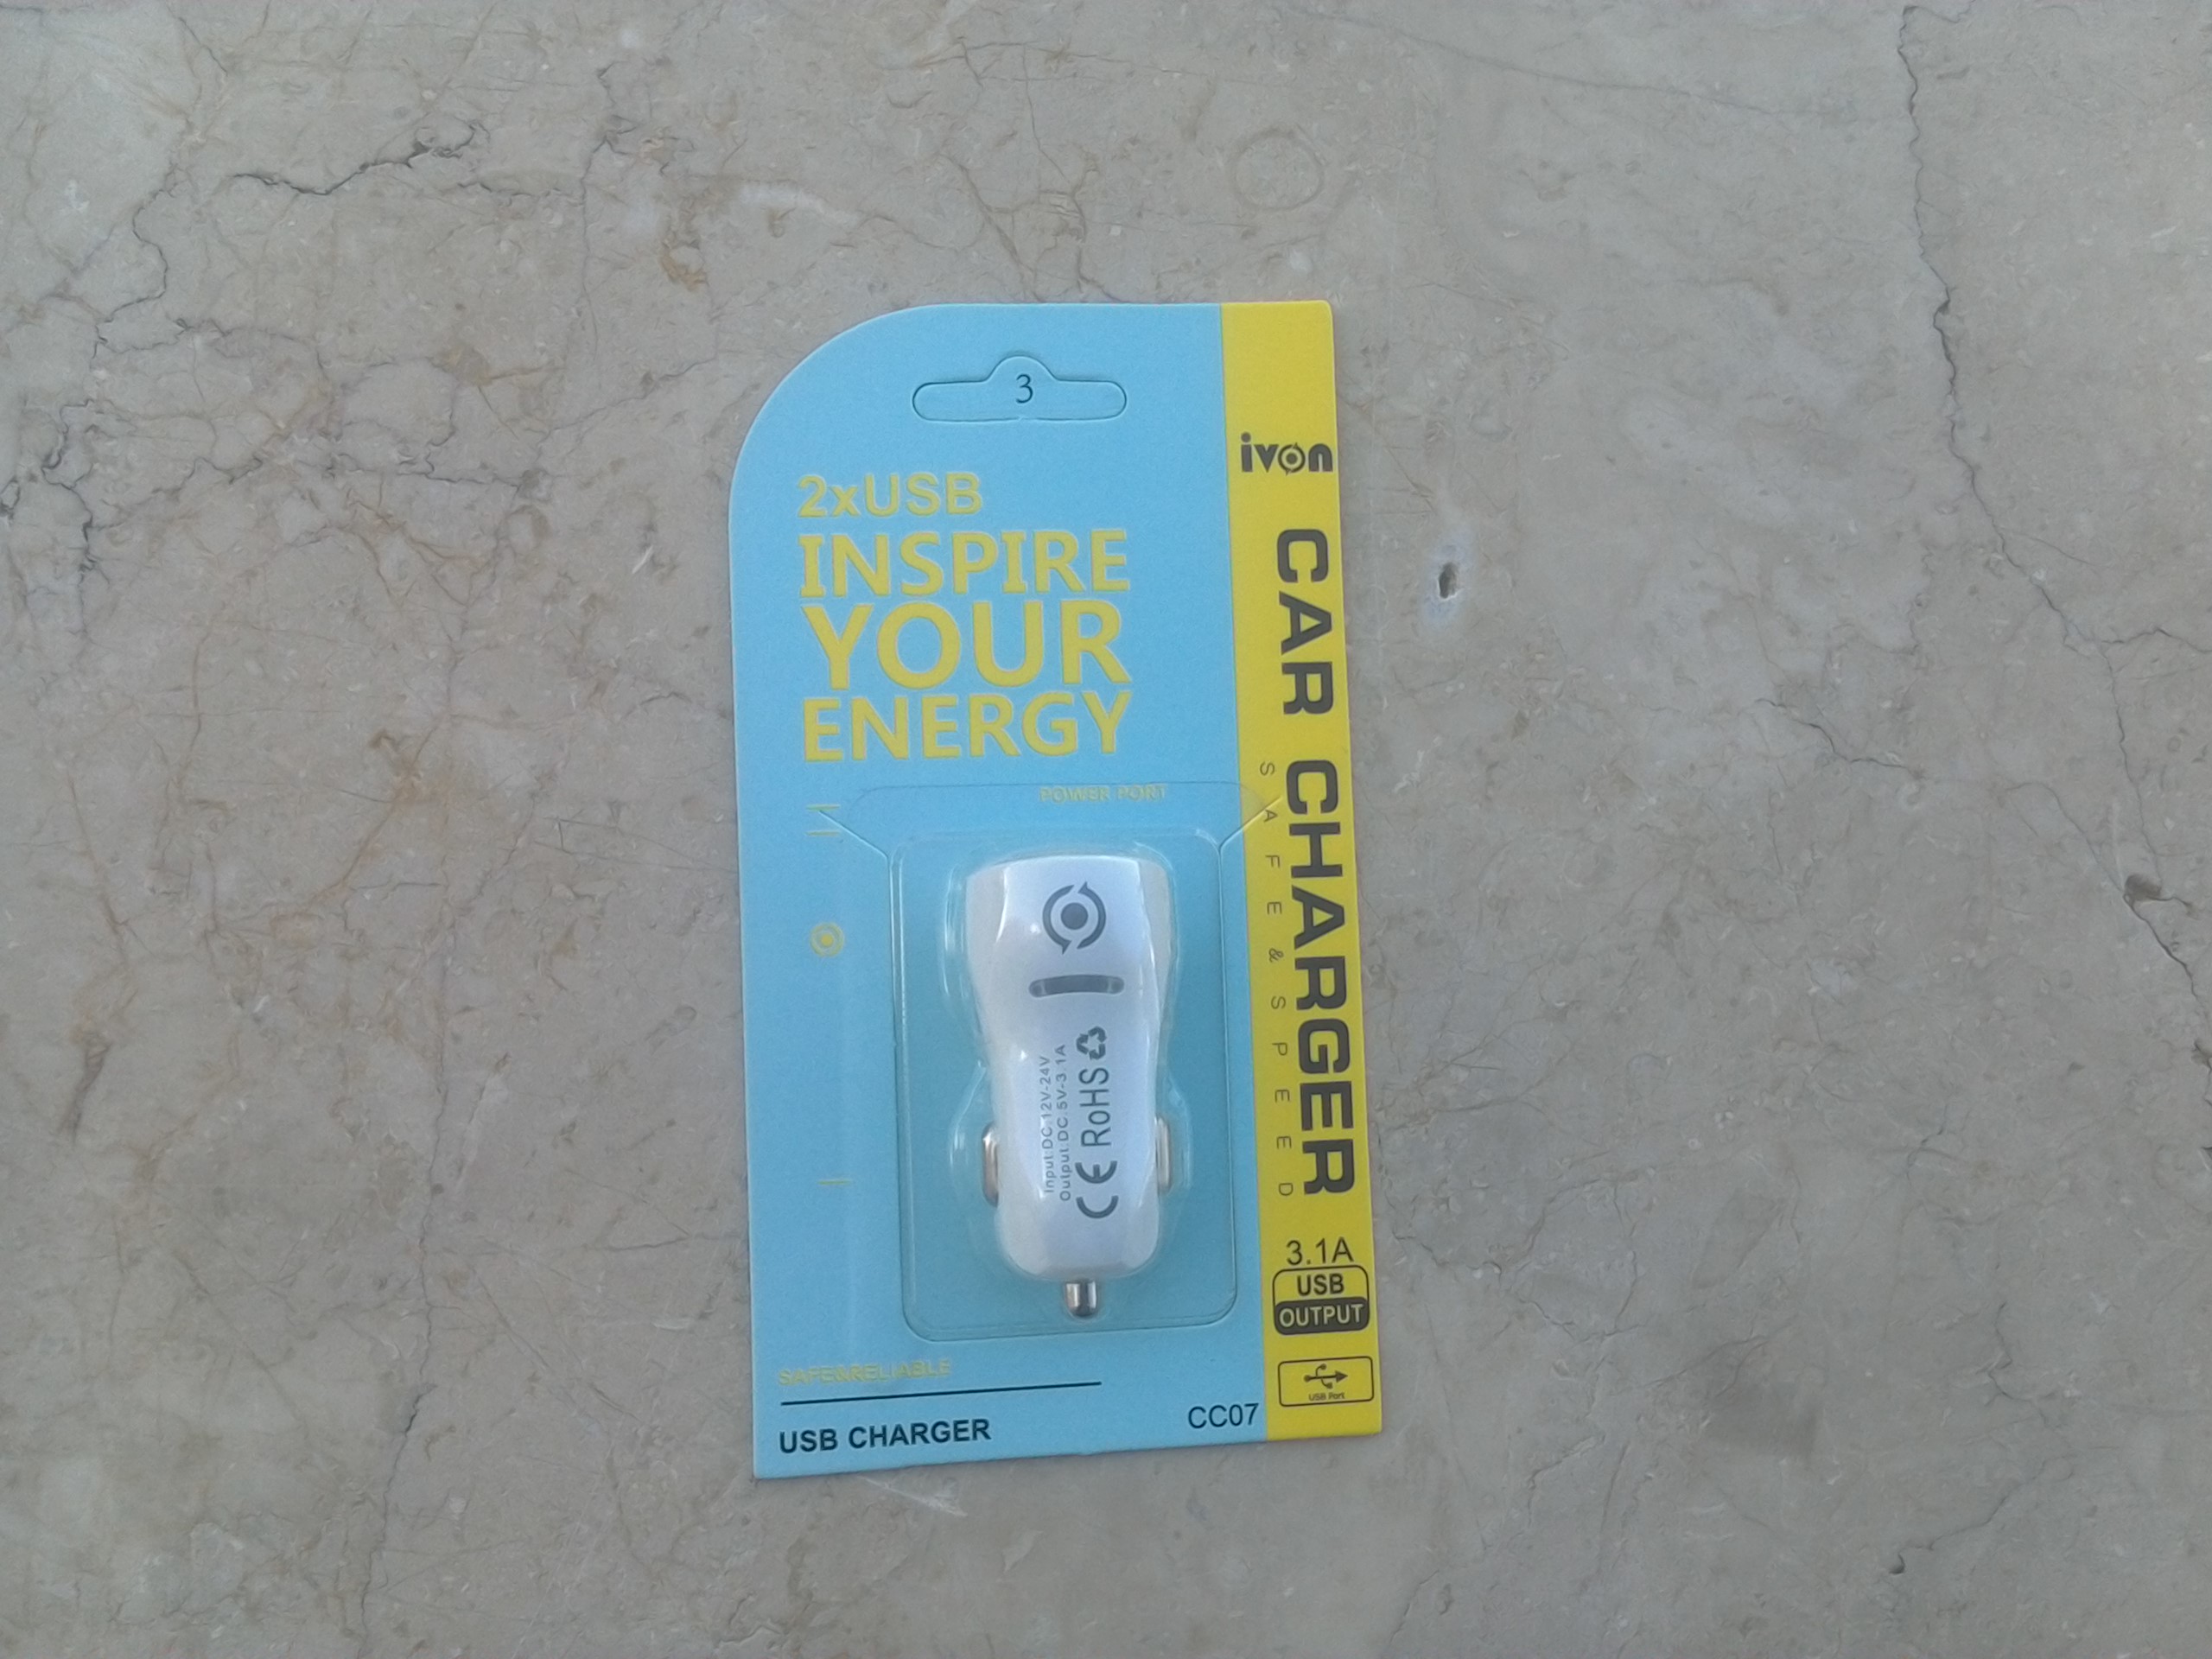 3
2xUSB
INSPIRE
YOUR
ENERGY
POWER PORT
Input:DC:12V-24V
Output:DC:5V-3.1A
CE RoHS
SAFE&RELIABLE
USB CHARGER
CC07
ivon
CAR CHARGER
SAFE & SPEED
3.1A
USB
OUTPUT
USB Port